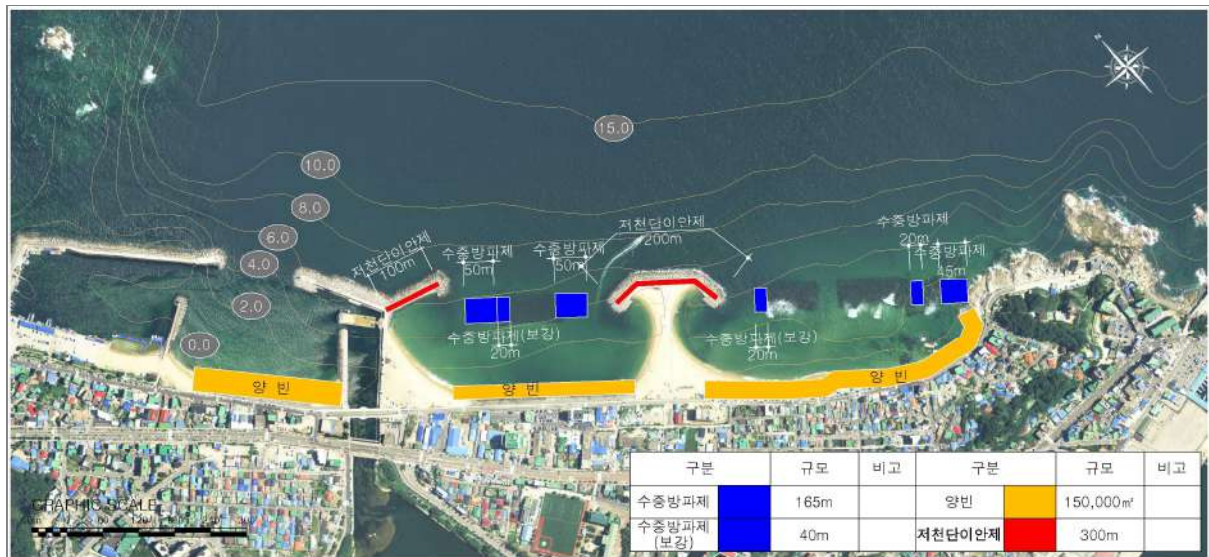 15.0
10.0
8.0
6.0
4.0
2.0
0.0
저천단이안제
100m
수중방파제
50m
수중방파제
50m
저천단이안제
200m
수중방파제
20m
수중방파제
45m
수중방파제(보강)
20m
수중방파제(보강)
20m
양 빈
양 빈
양 빈
GRAPHIC SCALE
구분 규모 비고 구분 규모 비고
수중방파제 165m 양빈 150,000㎥
수중방파제
(보강) 40m 저천단이안제 300m